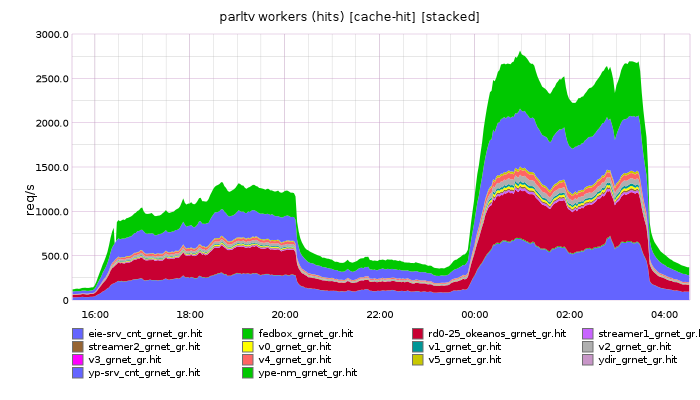 parltv workers (hits) [cache-hit] [stacked]
3000.0
2500.0
2000.0
1500.0
1000.0
500.0
0
req/s
16:00 18:00 20:00 22:00 00:00 02:00 04:00
eie-srv_cnt_grnet_gr.hit fedbox_grnet_gr.hit rd0-25_okeanos_grnet_gr.hit streamer1_grnet_gr.l
streamer2_grnet_gr.hit v0_grnet_gr.hit v1_grnet_gr.hit v2_grnet_gr.hit
v3_grnet_gr.hit v4_grnet_gr.hit v5_grnet_gr.hit ydir_grnet_gr.hit
yp-srv_cnt_grnet_gr.hit ype-nm_grnet_gr.hit